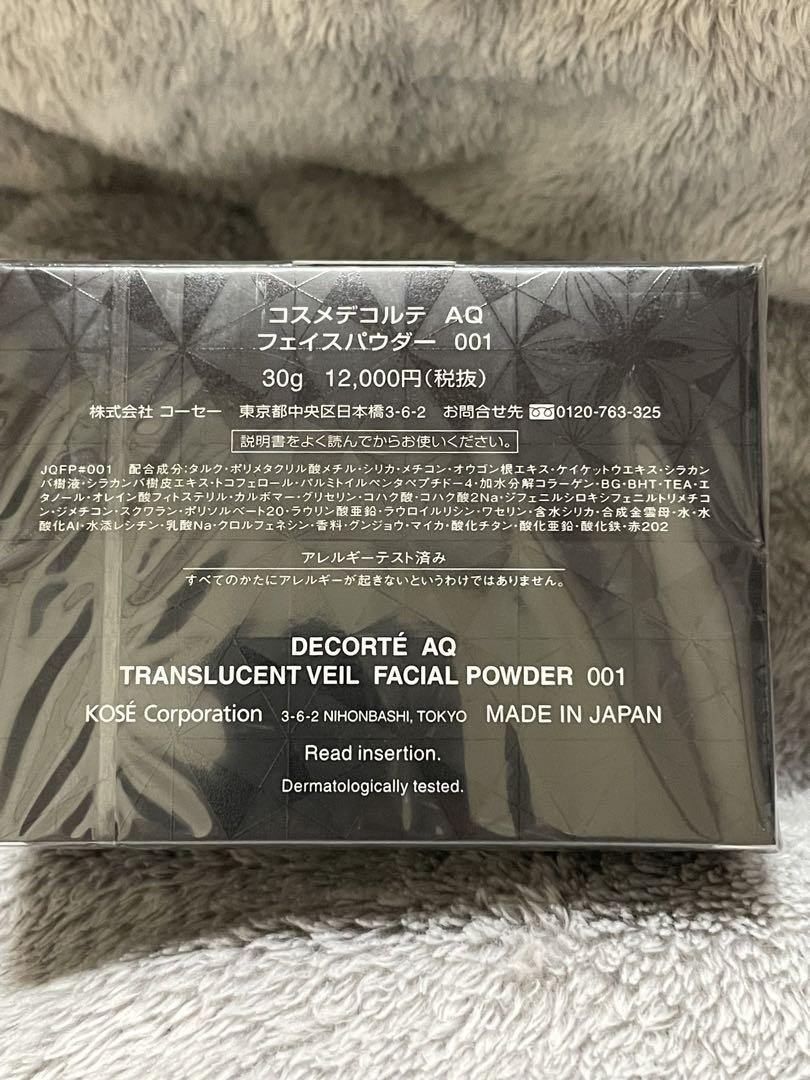 コスメデコルテ AQ
フェイスパウダー 001
30g 12,000円(税抜)
株式会社 コーセー 東京都中央区日本橋3-6-2 お問合せ先 0120-763-325
説明書をよく読んでからお使いください。
JQFP#001 配合成分:タルク・ポリメタクリル酸メチル・シリカ・メチコン・オウゴン根エキス・ケイケットウエキス・シラカン
バ樹液・シラカンバ樹皮エキス・トコフェロール・パルミトイルペンタペプチド-4・加水分解コラーゲン・BG・BHT・TEA・エ
タノール・オレイン酸フィトステリル・カルボマー・グリセリン・コハク酸・コハク酸2Na・ジフェニルシロキシフェニルトリメチコ
ン・ジメチコン・スクワラン・ポリソルベート20・ラウリン酸亜鉛・ラウロイルリシン・ワセリン・含水シリカ・合成金雲母・水・水
酸化Al・水添レシチン・乳酸Na・クロルフェネシン・香料・グンジョウ・マイカ・酸化チタン・酸化亜鉛・酸化鉄・赤202
アレルギーテスト済み
すべてのかたにアレルギーが起きないというわけではありません。
DECORTÉ AQ
TRANSLUCENT VEIL FACIAL POWDER 001
KOSÉ Corporation 3-6-2 NIHONBASHI, TOKYO MADE IN JAPAN
Read insertion.
Dermatologically tested.